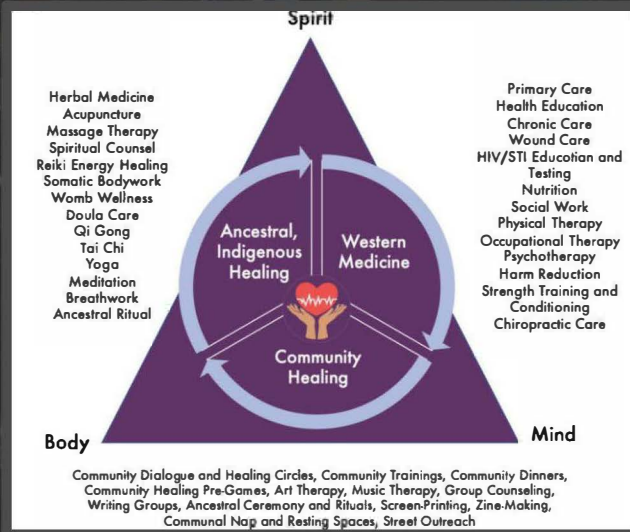 Spirit
Herbal Medicine
Acupuncture
Massage Therapy
Spiritual Counsel
Reiki Energy Healing
Somatic Bodywork
Womb Wellness
Doula Care
Qi Gong
Tai Chi
Yoga
Meditation
Breathwork
Ancestral Ritual
Primary Care
Health Education
Chronic Care
Wound Care
HIV/STI Educotion and
Testing
Nutrition
Social Work
Physical Therapy
Occupational Therapy
Psychotherapy
Harm Reduction
Strength Training and
Conditioning
Chiropractic Care
Ancestral,
Indigenous
Healing
Western
Medicine
Community
Healing
Body
Mind
Community Dialogue and Healing Circles, Community Trainings, Community Dinners,
Community Healing Pre-Games, Art Therapy, Music Therapy, Group Counseling,
Writing Groups, Ancestral Ceremony and Rituals, Screen-Printing, Zine-Making,
Communal Nap and Resting Spaces, Street Outreach